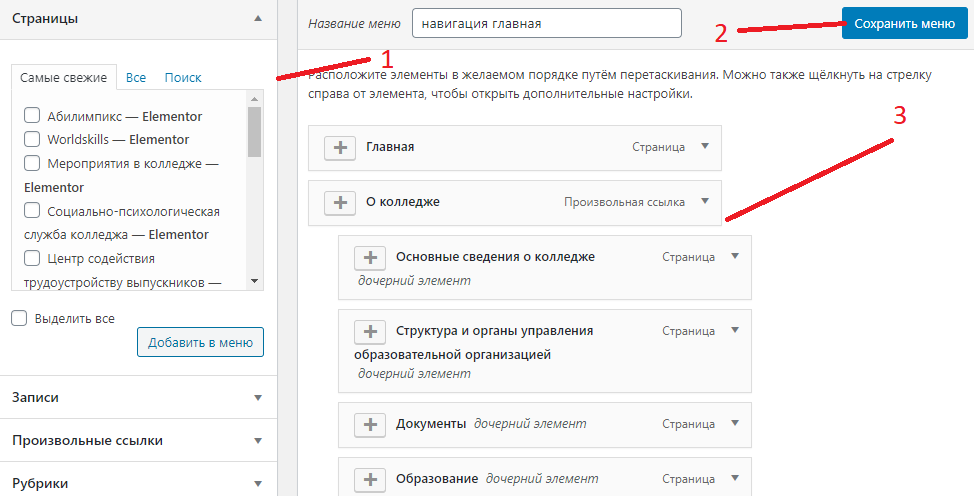 Страницы
Самые свежие Все Поиск
Абилимпикс — Elementor
Worldskills — Elementor
Мероприятия в колледже —
Elementor
Социально-психологическая
служба колледжа — Elementor
Центр содействия
трудоустройству выпускников —
Выделить все
Добавить в меню
Записи
Произвольные ссылки
Рубрики
1
Название меню навигация главная
2
Сохранить меню
Расположите элементы в желаемом порядке путём перетаскивания. Можно также щёлкнуть на стрелку
справа от элемента, чтобы открыть дополнительные настройки.
3
Главная Страница
О колледже Произвольная ссылка
Основные сведения о колледже Страница
дочерний элемент
Структура и органы управления Страница
образовательной организацией
дочерний элемент
Документы дочерний элемент Страница
Образование дочерний элемент Страница